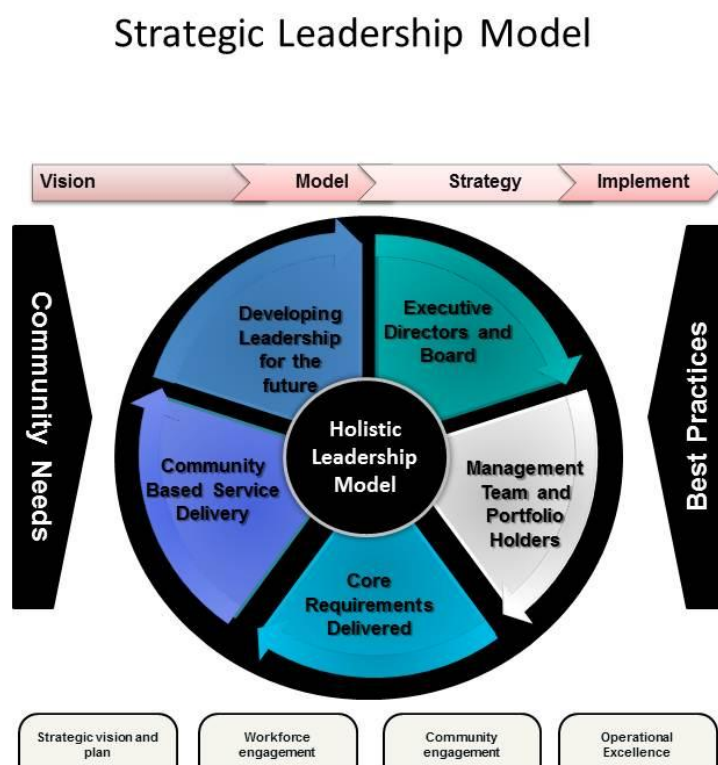 Strategic Leadership Model
Vision
Model
Strategy
Implement
Community Needs
Developing
Leadership
for the
future
Executive
Directors and
Board
Holistic
Leadership
Model
Community
Based Service
Delivery
Management
Team and
Portfolio
Holders
Core
Requirements
Delivered
Best Practices
Strategic vision and
plan
Workforce
engagement
Community
engagement
Operational
Excellence